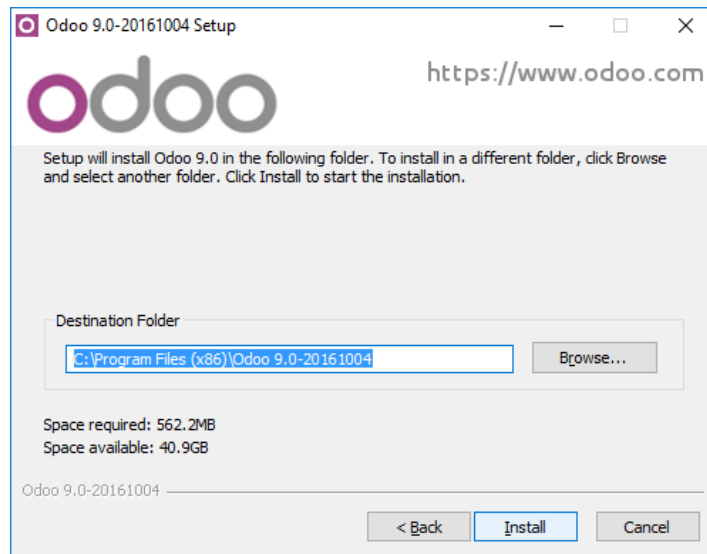 Odoo 9.0-20161004 Setup
odoo
https://www.odoo.com
Setup will install Odoo 9.0 in the following folder. To install in a different folder, click Browse
and select another folder. Click Install to start the installation.
Destination Folder
C:\Program Files (x86)\Odoo 9.0-20161004
Browse...
Space required: 562.2MB
Space available: 40.9GB
Odoo 9.0-20161004
< Back
Install
Cancel